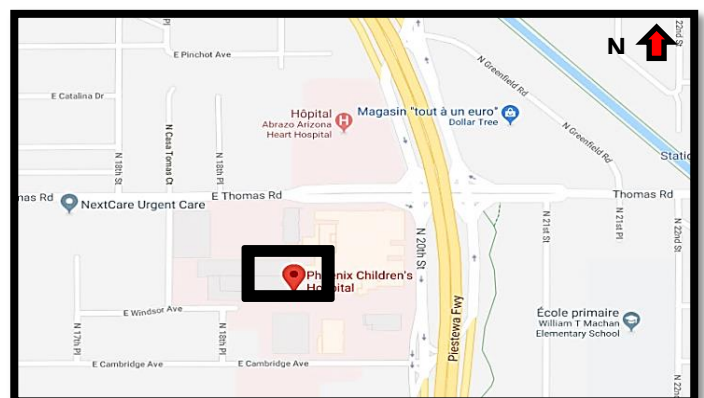 22nd St
N
E Pinchot Ave
N Greenfield Rd
E Catalina Dr
Hôpital
Abrazo Arizona
Heart Hospital
Magasin "tout à un euro"
Dollar Tree
N Greenfield Rd
N 18th St
N Casa Tomas Ct
N 18th Pl
Static
mas Rd
NextCare Urgent Care
E Thomas Rd
Thomas Rd
N 20th St
N 21st St
N 21st Pl
N 22nd St
Phoenix Children's
Hospital
E Windsor Ave
N 17th Pl
N 18th Pl
Piestewa Fwy
École primaire
William T Machan
Elementary School
E Cambridge Ave
E Cambridge Ave
N 22nd